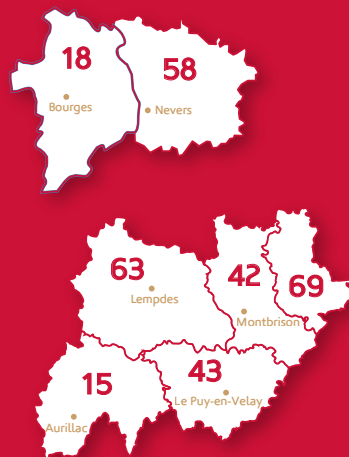 18
58
Bourges
Nevers
63
42
69
Lempdes
Montbrison
15
43
Le Puy-en-Velay
Aurillac